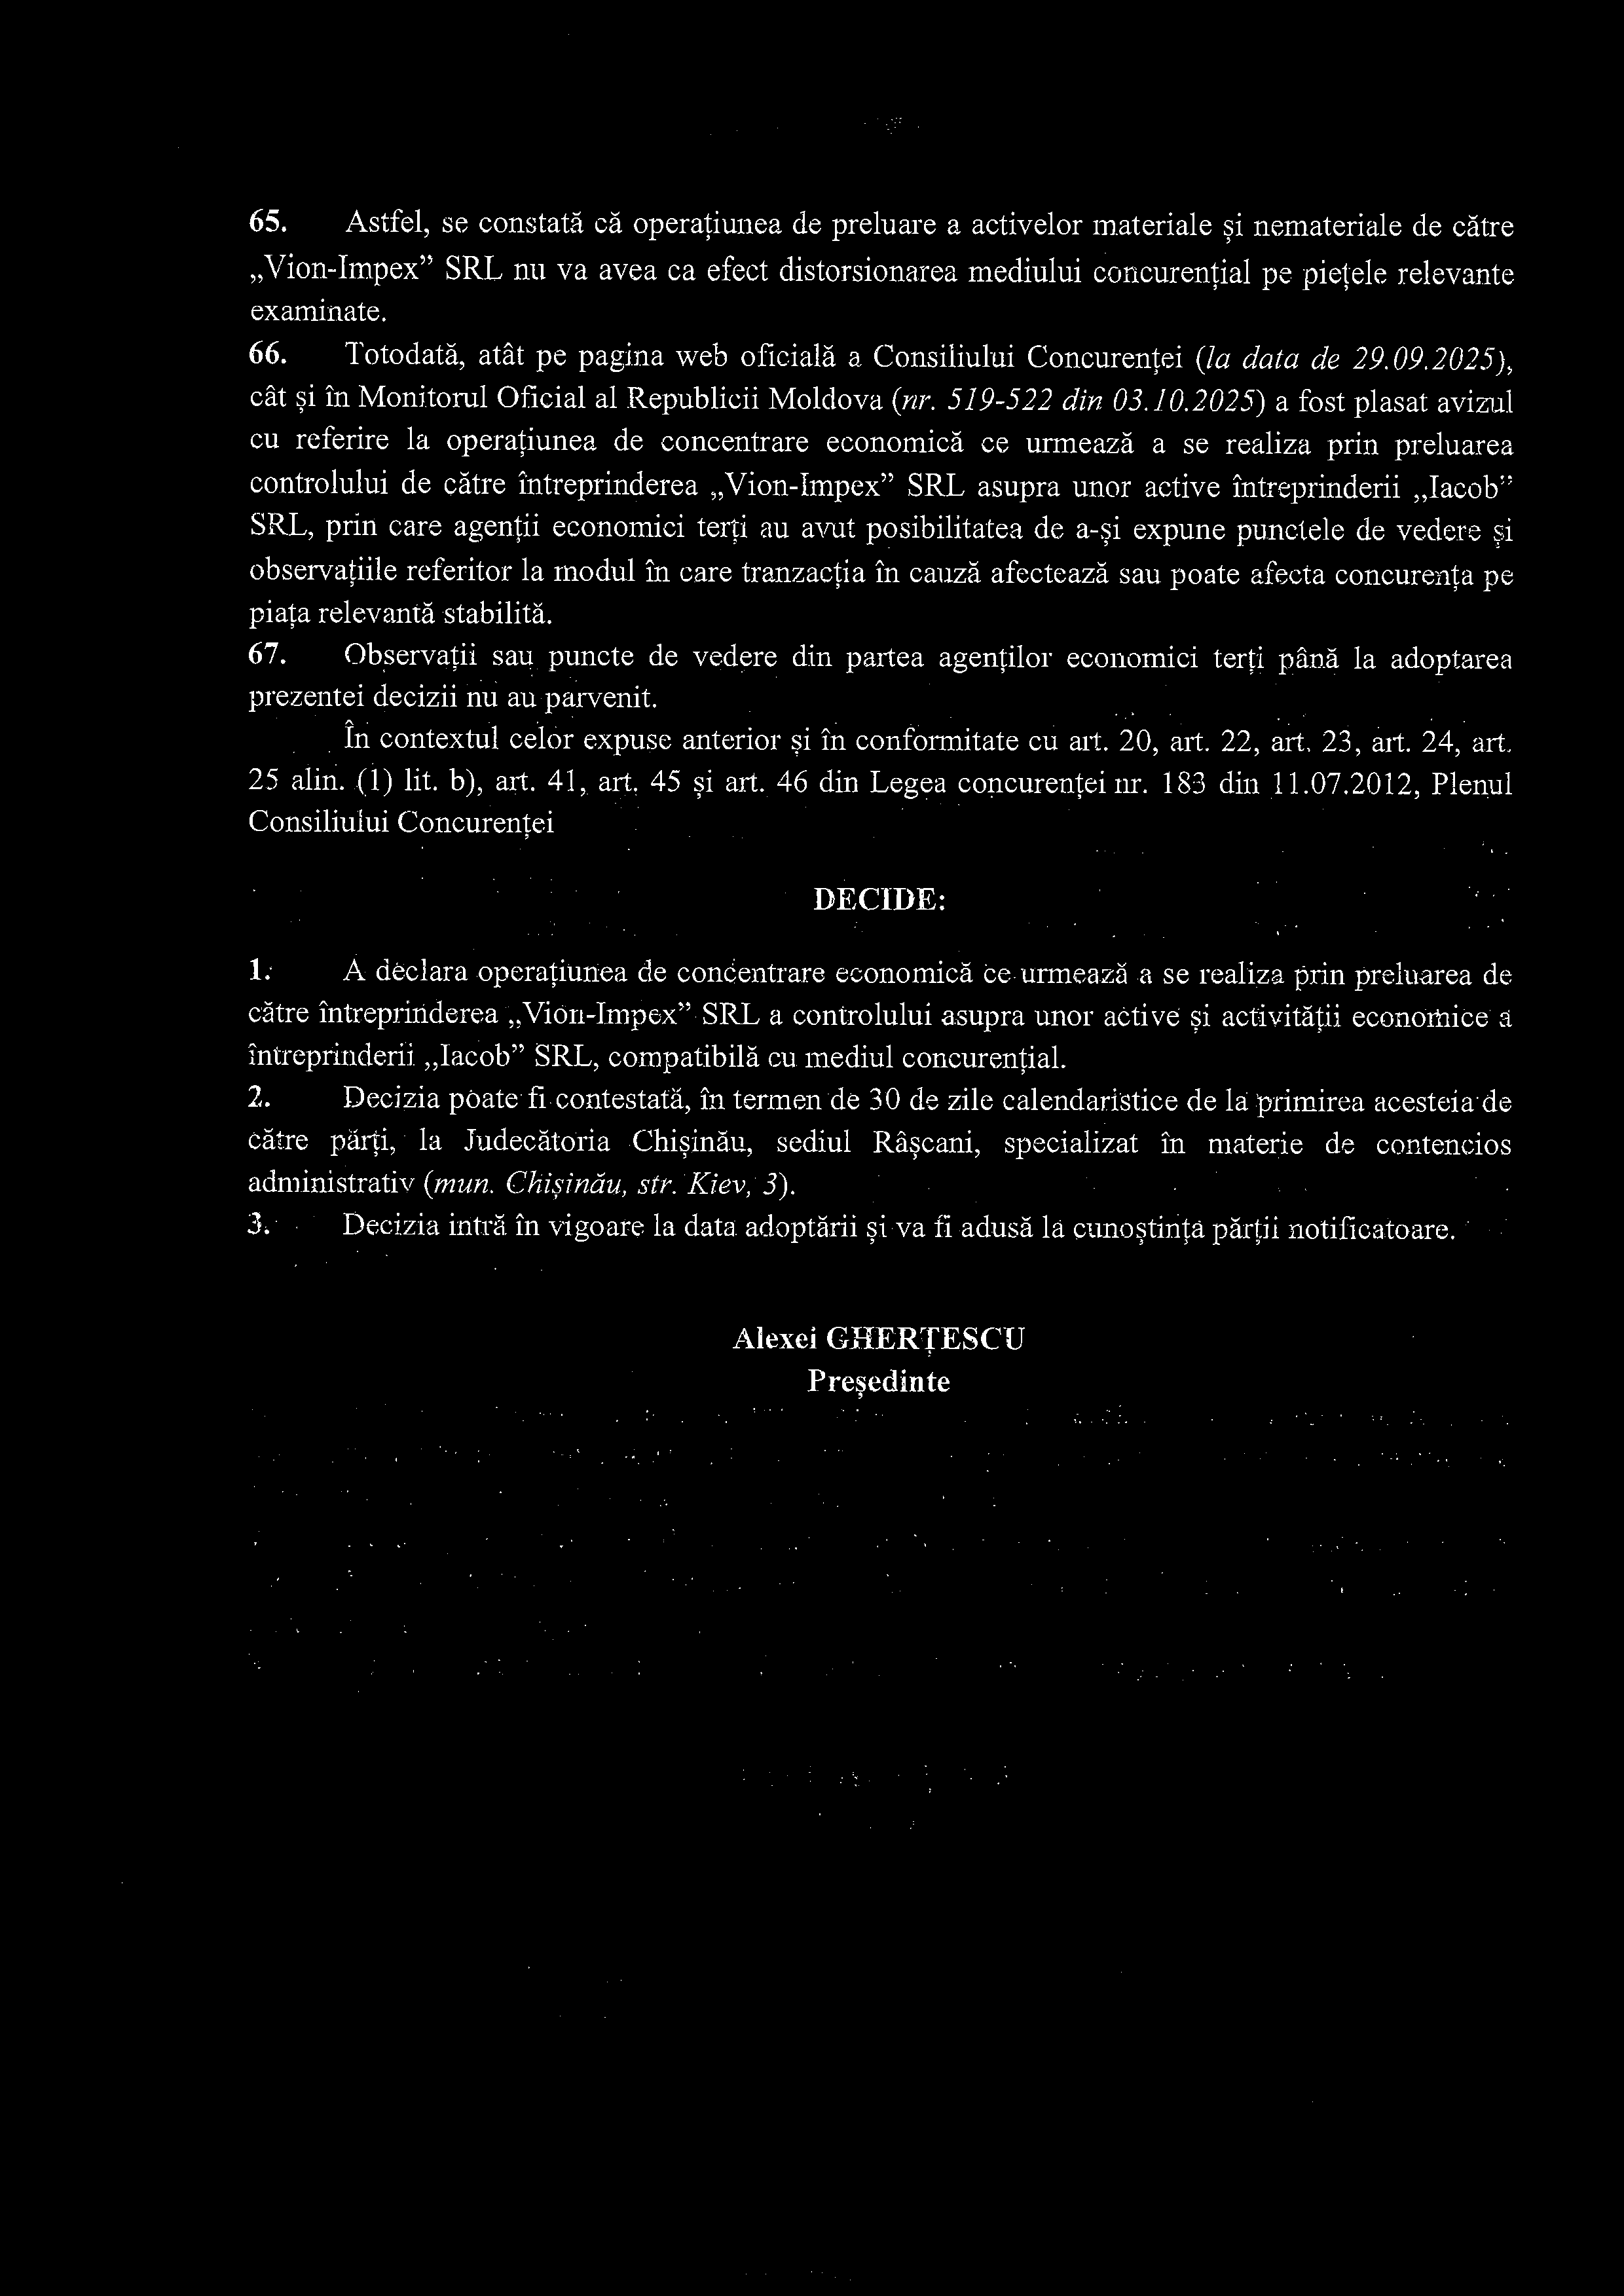 65. Astfel, se constată că operațiunea de preluare a activelor materiale și nemateriale de către
„Vion-Impex” SRL nu va avea ca efect distorsionarea mediului concurențial pe piețele relevante
examinate.
66. Totodată, atât pe pagina web oficială a Consiliului Concurenței (la data de 29.09.2025),
cât și în Monitorul Oficial al Republicii Moldova (nr. 519-522 din 03.10.2025) a fost plasat avizul
cu referire la operațiunea de concentrare economică ce urmează a se realiza prin preluarea
controlului de către întreprinderea „Vion-Impex” SRL asupra unor active întreprinderii „Iacob”
SRL, prin care agenții economici terți au avut posibilitatea de a-și expune punctele de vedere și
observațiile referitor la modul în care tranzacția în cauză afectează sau poate afecta concurența pe
piața relevantă stabilită.
67. Observații sau puncte de vedere din partea agenților economici terți până la adoptarea
prezentei decizii nu au parvenit.
În contextul celor expuse anterior și în conformitate cu art. 20, art. 22, art. 23, art. 24, art.
25 alin. (1) lit. b), art. 41, art. 45 și art. 46 din Legea concurenței nr. 183 din 11.07.2012, Plenul
Consiliului Concurenței
DECIDE:
1. A declara operațiunea de concentrare economică ce urmează a se realiza prin preluarea de
către întreprinderea „Vion-Impex” SRL a controlului asupra unor active și activității economice a
întreprinderii „Iacob” SRL, compatibilă cu mediul concurențial.
2. Decizia poate fi contestată, în termen de 30 de zile calendaristice de la primirea acesteia de
către părți, la Judecătoria Chișinău, sediul Râșcani, specializat în materie de contencios
administrativ (mun. Chișinău, str. Kiev, 3).
3. Decizia intră în vigoare la data adoptării și va fi adusă la cunoștința părții notificatoare.
Alexei GHERȚESCU
Președinte